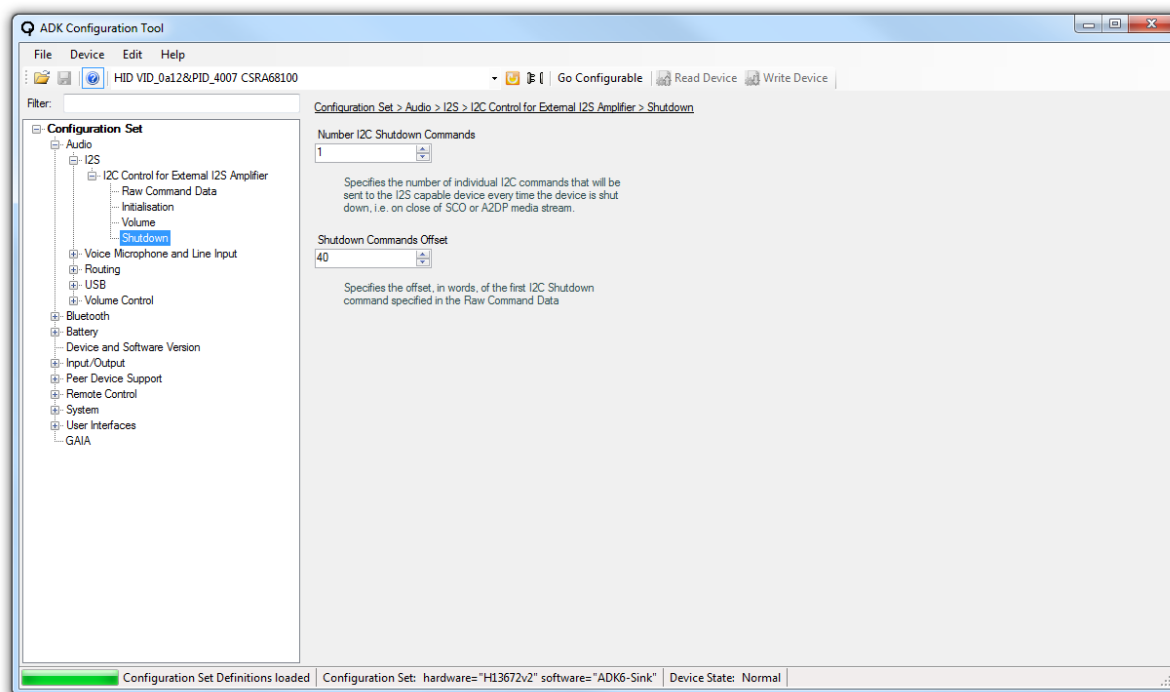 ADK Configuration Tool
File Device Edit Help
HID VID_0a12&PID_4007 CSRA68100 Go Configurable Read Device Write Device
Filter:
Configuration Set > Audio > I2S > I2C Control for External I2S Amplifier > Shutdown
Configuration Set
Audio
I2S
I2C Control for External I2S Amplifier
Raw Command Data
Initialisation
Volume
Shutdown
Voice Microphone and Line Input
Routing
USB
Volume Control
Bluetooth
Battery
Device and Software Version
Input/Output
Peer Device Support
Remote Control
System
User Interfaces
GAIA
Number I2C Shutdown Commands
1
Specifies the number of individual I2C commands that will be
sent to the I2S capable device every time the device is shut
down, i.e. on close of SCO or A2DP media stream.
Shutdown Commands Offset
40
Specifies the offset, in words, of the first I2C Shutdown
command specified in the Raw Command Data
Configuration Set Definitions loaded Configuration Set: hardware="H13672v2" software="ADK6-Sink" Device State: Normal